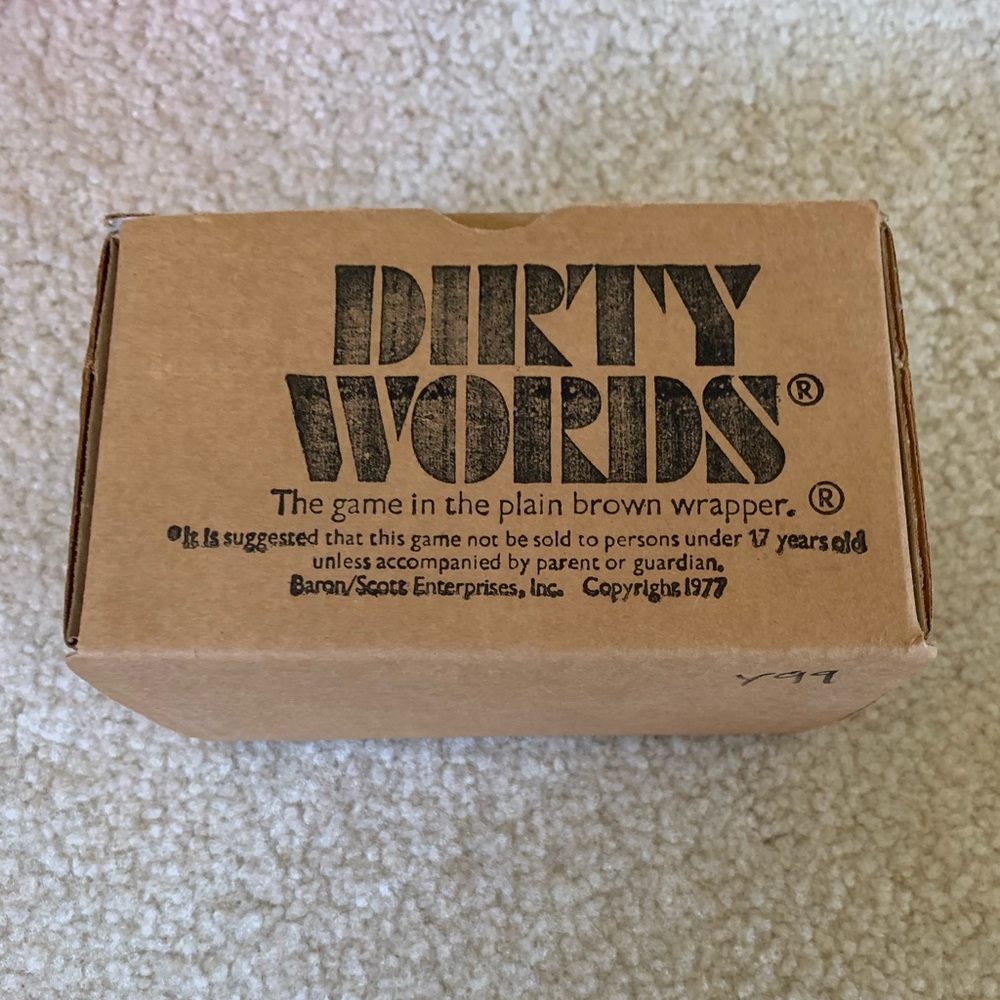 DIRTY
WORDS®
The game in the plain brown wrapper. ®
*It is suggested that this game not be sold to persons under 17 years old
unless accompanied by parent or guardian.
Baron/Scott Enterprises, Inc. Copyright 1977